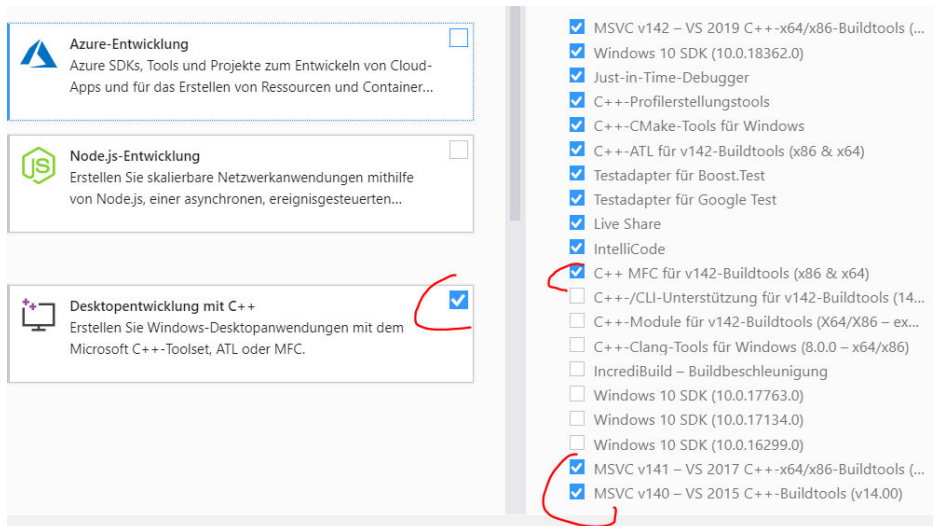 Azure-Entwicklung
Azure SDKs, Tools und Projekte zum Entwickeln von Cloud-
Apps und für das Erstellen von Ressourcen und Container...
JS
Node.js-Entwicklung
Erstellen Sie skalierbare Netzwerkanwendungen mithilfe
von Node.js, einer asynchronen, ereignisgesteuerten...
Desktopentwicklung mit C++
Erstellen Sie Windows-Desktopanwendungen mit dem
Microsoft C++-Toolset, ATL oder MFC.
MSVC v142 – VS 2019 C++-x64/x86-Buildtools (...
Windows 10 SDK (10.0.18362.0)
Just-in-Time-Debugger
C++-Profilerstellungstools
C++-CMake-Tools für Windows
C++-ATL für v142-Buildtools (x86 & x64)
Testadapter für Boost.Test
Testadapter für Google Test
Live Share
IntelliCode
C++ MFC für v142-Buildtools (x86 & x64)
C++-/CLI-Unterstützung für v142-Buildtools (14...
C++-Module für v142-Buildtools (X64/X86 – ex...
C++-Clang-Tools für Windows (8.0.0 – x64/x86)
IncrediBuild – Buildbeschleunigung
Windows 10 SDK (10.0.17763.0)
Windows 10 SDK (10.0.17134.0)
Windows 10 SDK (10.0.16299.0)
MSVC v141 – VS 2017 C++-x64/x86-Buildtools (...
MSVC v140 – VS 2015 C++-Buildtools (v14.00)